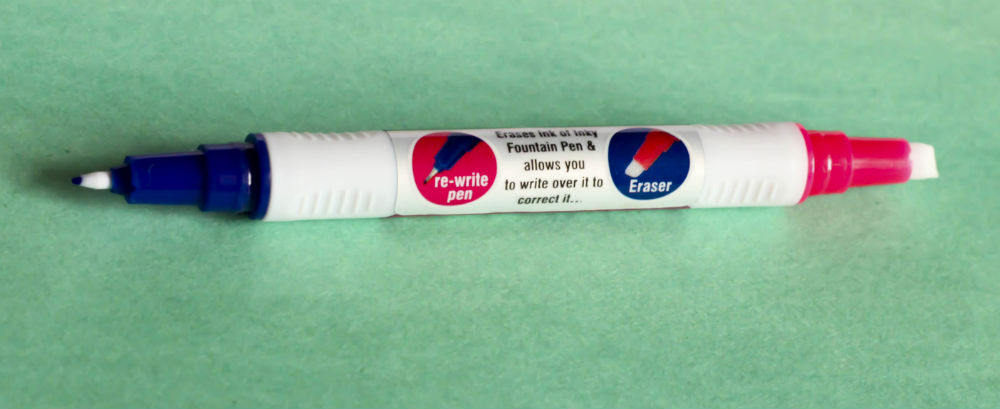 re-write
pen
Erases Ink of Inky
Fountain Pen &
allows you
to write over it to
correct it...
Eraser